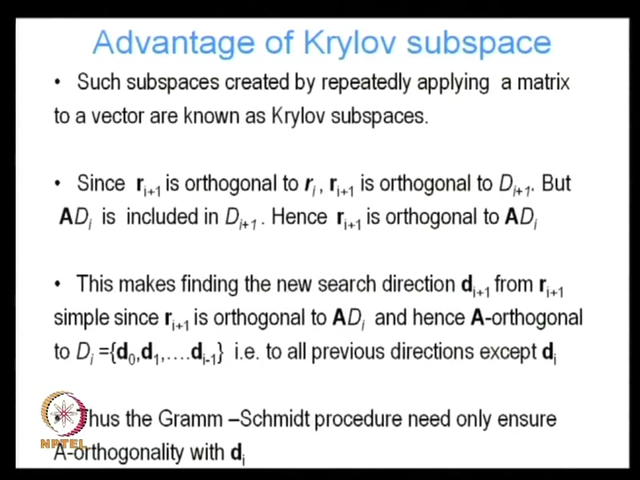 Advantage of Krylov subspace
• Such subspaces created by repeatedly applying a matrix
to a vector are known as Krylov subspaces.
• Since r_{i+1} is orthogonal to r_i , r_{i+1} is orthogonal to D_{i+1}. But
AD_i is included in D_{i+1}. Hence r_{i+1} is orthogonal to AD_i
• This makes finding the new search direction d_{i+1} from r_{i+1}
simple since r_{i+1} is orthogonal to AD_i and hence A-orthogonal
to D_i ={d_0,d_1,....d_{i-1}} i.e. to all previous directions except d_i
• Thus the Gramm –Schmidt procedure need only ensure
A-orthogonality with d_i
NPTEL